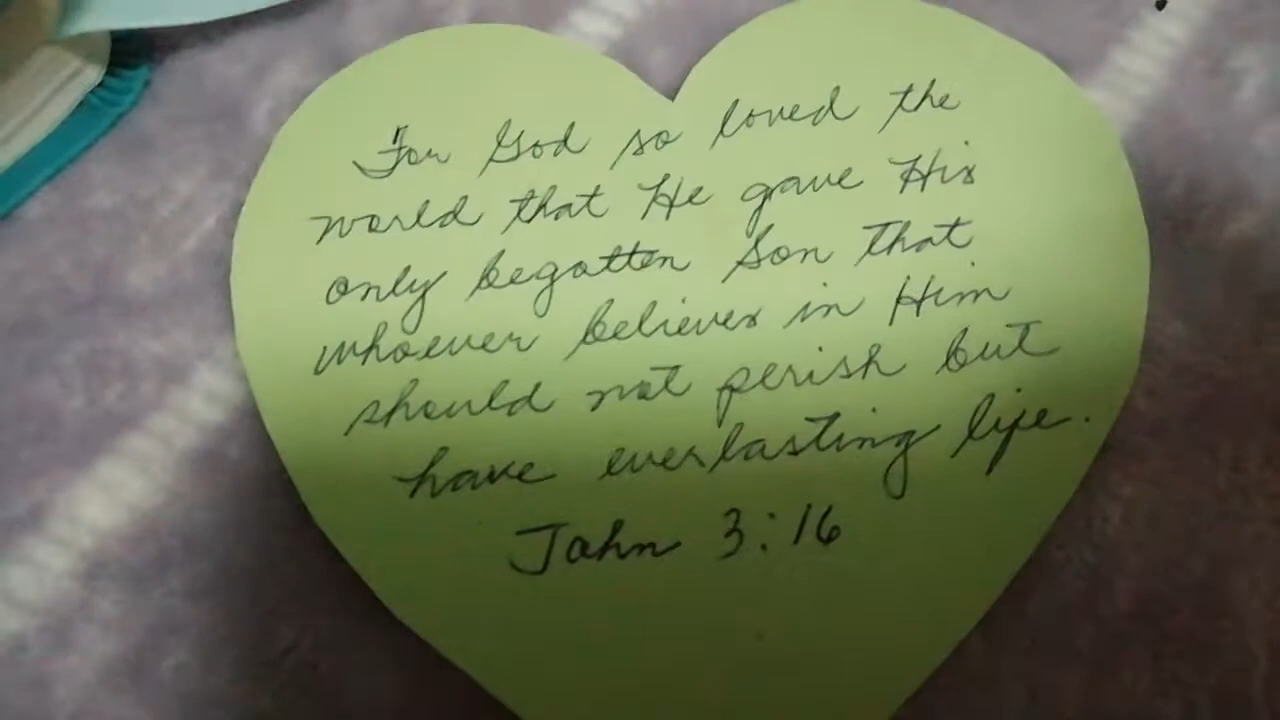 For God so loved the
world that He gave His
only begotten Son that
whoever believes in Him
should not perish but
have everlasting life.
John 3:16